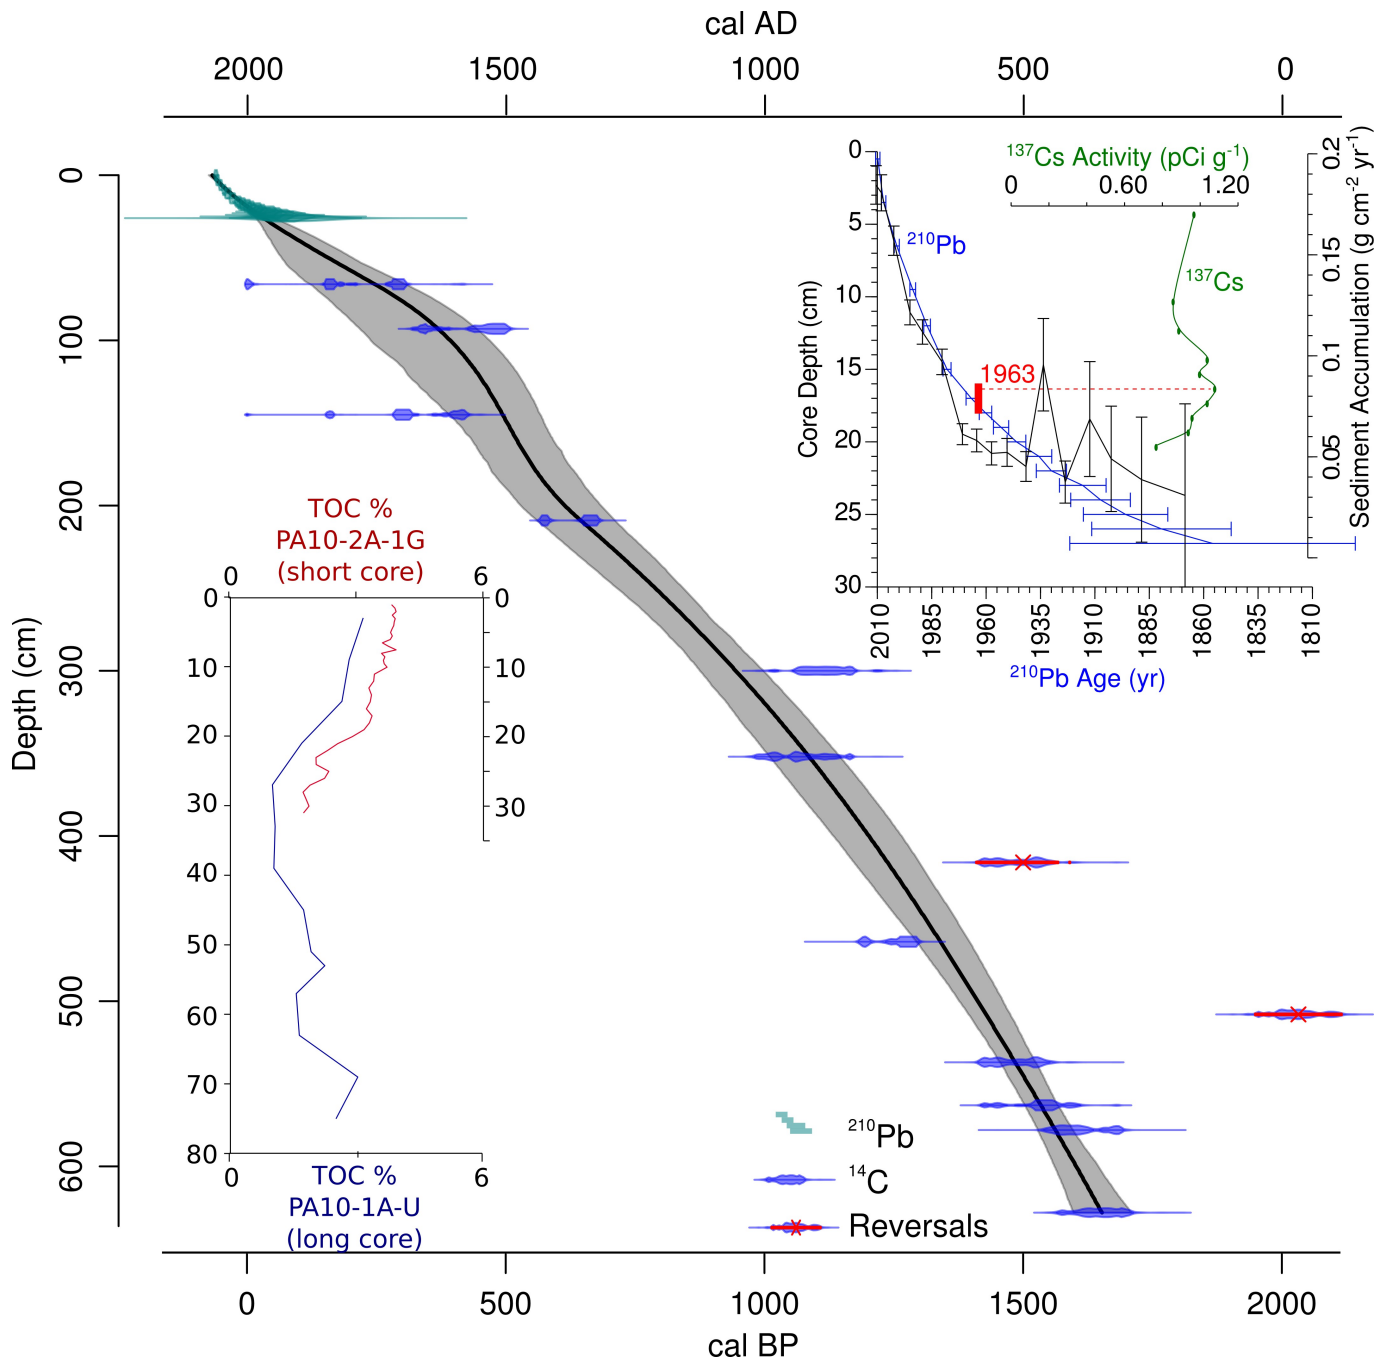 cal AD
2000 1500 1000 500 0
0 100 200 300 400 500 600
Depth (cm)
0 5 10 15 20 25 30
Core Depth (cm)
¹³⁷Cs Activity (pCi g⁻¹)
0 0.60 1.20
²¹⁰Pb
¹³⁷Cs
1963
0.2 0.15 0.1 0.05
Sediment Accumulation (g cm⁻² yr⁻¹)
2010 1985 1960 1935 1910 1885 1860 1835 1810
²¹⁰Pb Age (yr)
TOC %
PA10-2A-1G
(short core)
0 6
0 10 20 30 40 50 60 70 80
0 10 20 30
0 6
TOC %
PA10-1A-U
(long core)
²¹⁰Pb
¹⁴C
Reversals
0 500 1000 1500 2000
cal BP